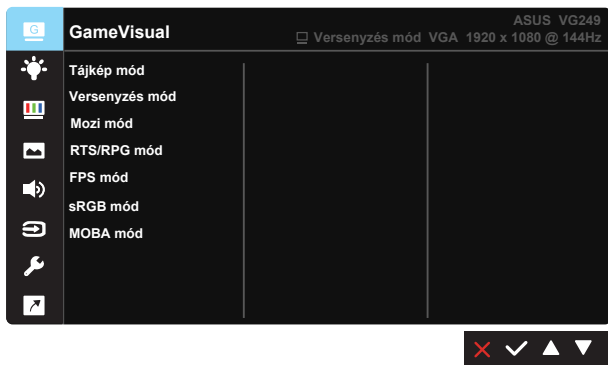 G
GameVisual
ASUS VG249
Versenyzés mód VGA 1920 x 1080 @ 144Hz
Tájkép mód
Versenyzés mód
Mozi mód
RTS/RPG mód
FPS mód
sRGB mód
MOBA mód